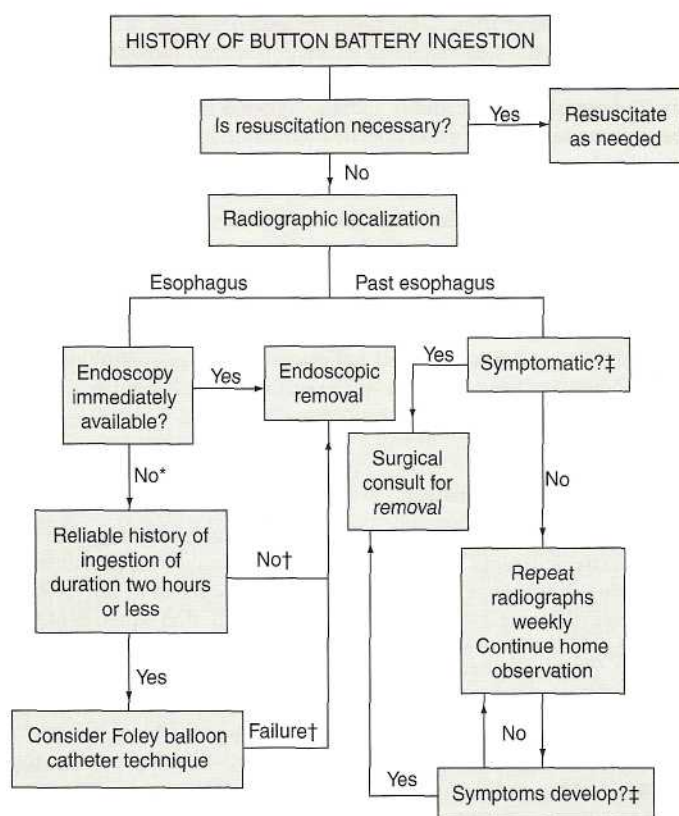 HISTORY OF BUTTON BATTERY INGESTION
Is resuscitation necessary?
Yes
Resuscitate
as needed
No
Radiographic localization
Esophagus
Past esophagus
Endoscopy
immediately
available?
Yes
Endoscopic
removal
Yes
Symptomatic?‡
Surgical
consult for
removal
No*
No
Reliable history of
ingestion of
duration two hours
or less
No†
Repeat
radiographs
weekly
Continue home
observation
Yes
Consider Foley balloon
catheter technique
Failure†
No
Yes
Symptoms develop?‡